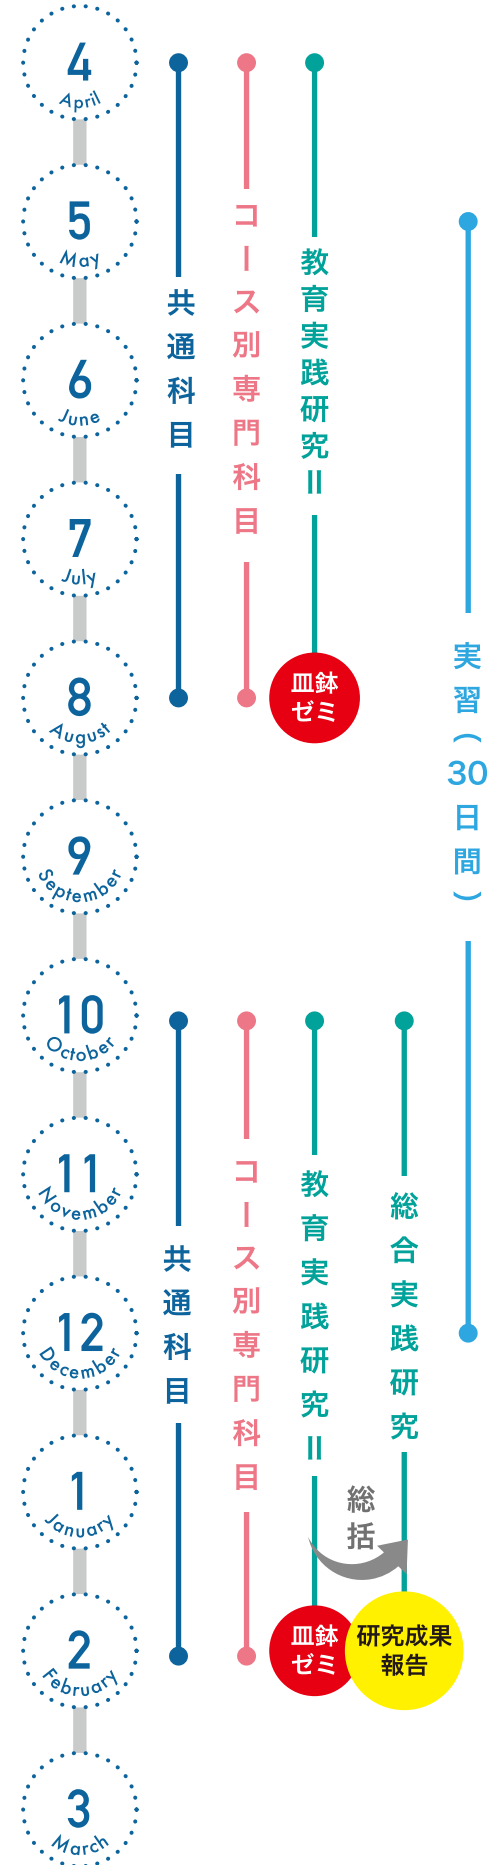 4
April
5
May
6
June
7
July
8
August
9
September
10
October
11
November
12
December
1
January
2
February
3
March
共通科目
コース別専門科目
教育実践研究Ⅱ
皿鉢
ゼミ
実習(30日間)
共通科目
コース別専門科目
教育実践研究Ⅱ
総合実践研究
総括
皿鉢
ゼミ
研究成果
報告